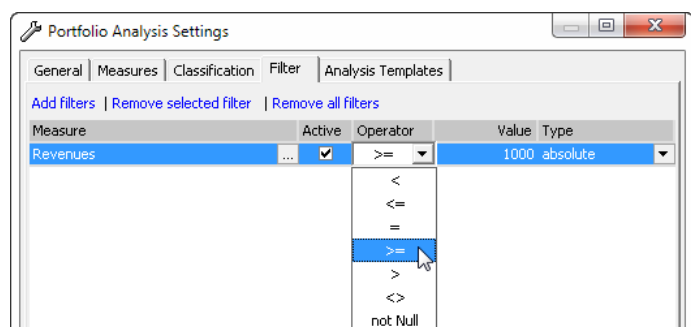 Portfolio Analysis Settings
General Measures Classification Filter Analysis Templates
Add filters | Remove selected filter | Remove all filters
Measure Active Operator Value Type
Revenues ... >= 1000 absolute
<
<=
=
>=
>
<>
not Null